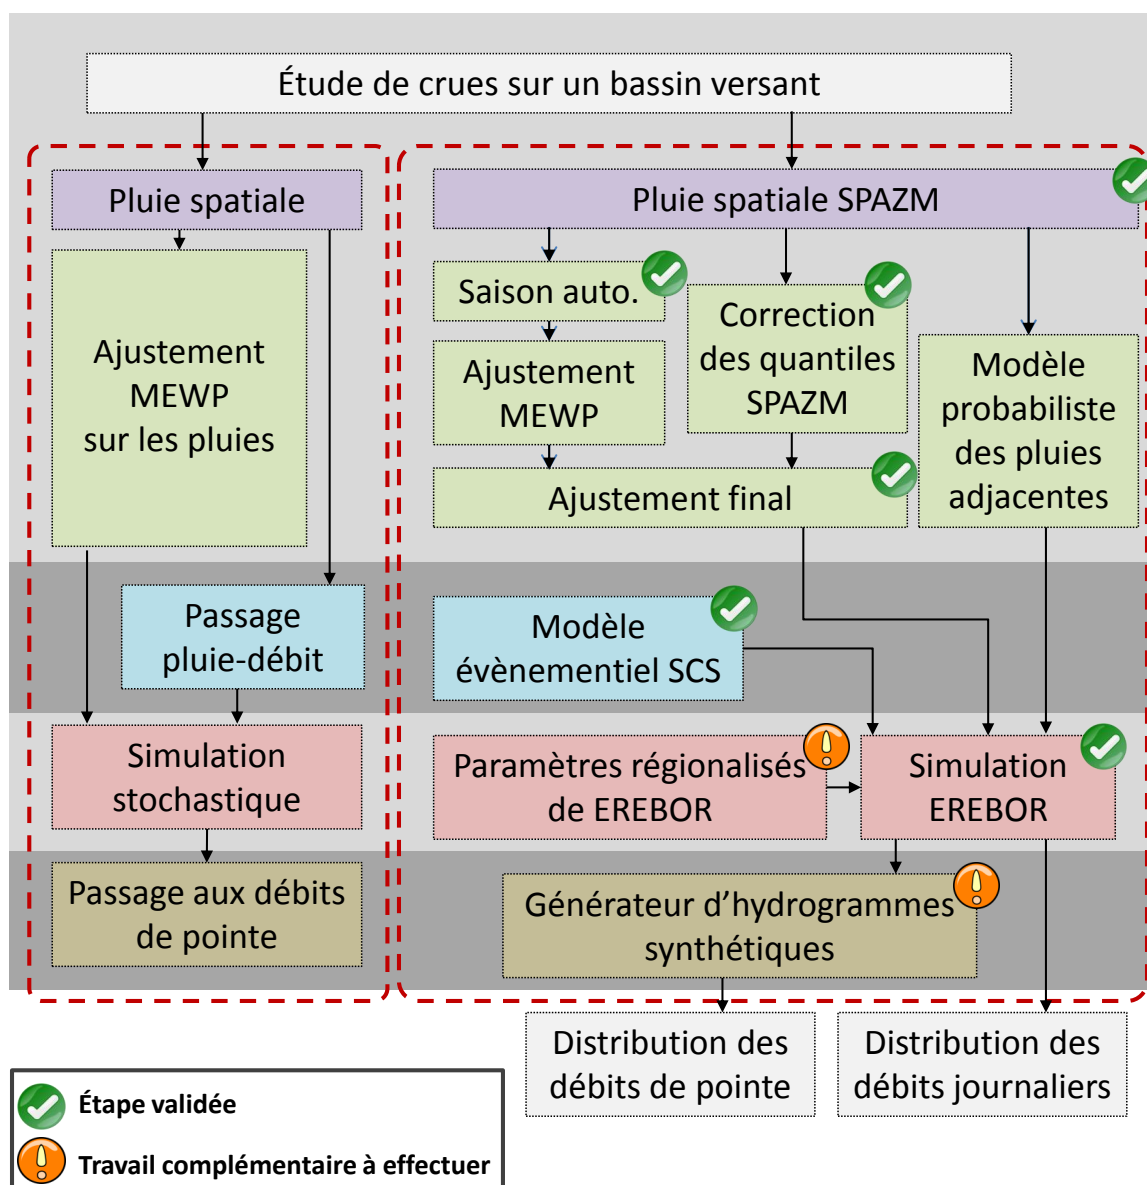 Étude de crues sur un bassin versant
Pluie spatiale
Ajustement
MEWP
sur les pluies
Passage
pluie-débit
Simulation
stochastique
Passage aux débits
de pointe
Pluie spatiale SPAZM
Saison auto.
Ajustement
MEWP
Correction
des quantiles
SPAZM
Modèle
probabiliste
des pluies
adjacentes
Ajustement final
Modèle
évènementiel SCS
Paramètres régionalisés
de EREBOR
Simulation
EREBOR
Générateur d'hydrogrammes
synthétiques
Distribution des
débits de pointe
Distribution des
débits journaliers
Étape validée
Travail complémentaire à effectuer